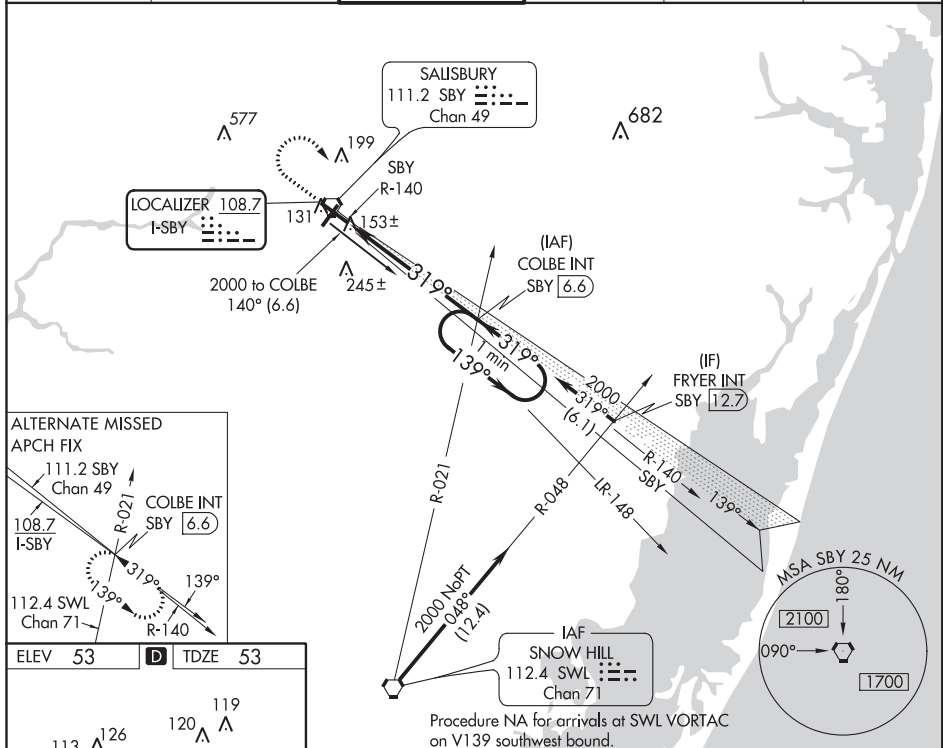 SALISBURY
111.2 SBY
Chan 49
577
682
199
SBY
R-140
LOCALIZER 108.7
I-SBY
131
153±
(IAF)
COLBE INT
SBY 6.6
2000 to COLBE
140° (6.6)
245±
319°
319°
1 min
139°
(IF)
FRYER INT
SBY 12.7
2000
319°
(6.1)
R-140
SBY
139°
LR-148
R-021
R-048
ALTERNATE MISSED
APCH FIX
111.2 SBY
Chan 49
R-021
COLBE INT
SBY 6.6
108.7
I-SBY
319°
139°
139°
112.4 SWL
Chan 71
R-140
2000 NoPT
048°
(12.4)
MSA SBY 25 NM
180°
2100
090°
1700
IAF
SNOW HILL
112.4 SWL
Chan 71
ELEV 53 D TDZE 53
Procedure NA for arrivals at SWL VORTAC
on V139 southwest bound.
119
120
126
113